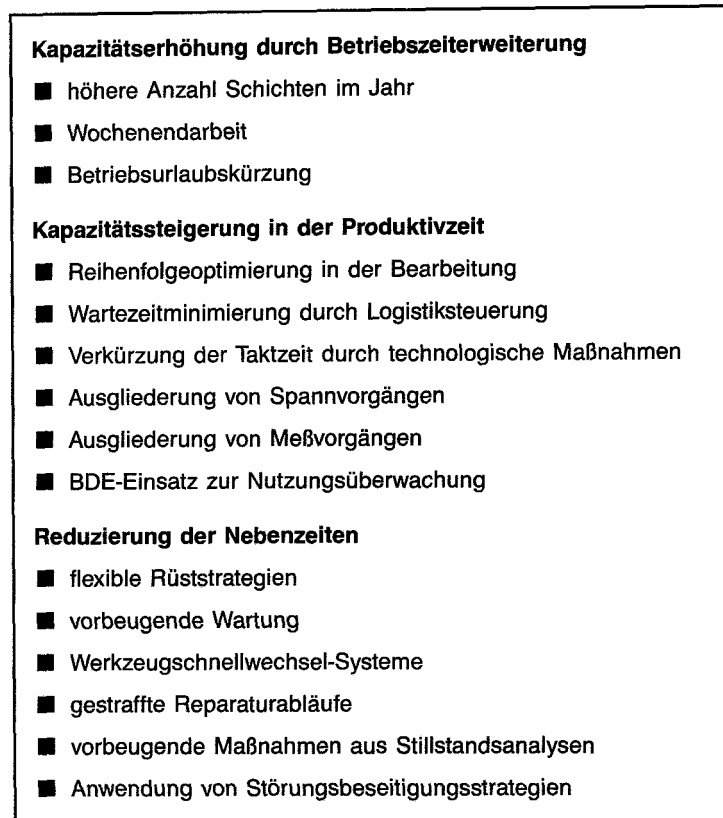 Kapazitätserhöhung durch Betriebszeiterweiterung
■ höhere Anzahl Schichten im Jahr
■ Wochenendarbeit
■ Betriebsurlaubskürzung
Kapazitätssteigerung in der Produktivzeit
■ Reihenfolgeoptimierung in der Bearbeitung
■ Wartezeitminimierung durch Logistiksteuerung
■ Verkürzung der Taktzeit durch technologische Maßnahmen
■ Ausgliederung von Spannvorgängen
■ Ausgliederung von Meßvorgängen
■ BDE-Einsatz zur Nutzungsüberwachung
Reduzierung der Nebenzeiten
■ flexible Rüststrategien
■ vorbeugende Wartung
■ Werkzeugschnellwechsel-Systeme
■ gestraffte Reparaturabläufe
■ vorbeugende Maßnahmen aus Stillstandsanalysen
■ Anwendung von Störungsbeseitigungsstrategien